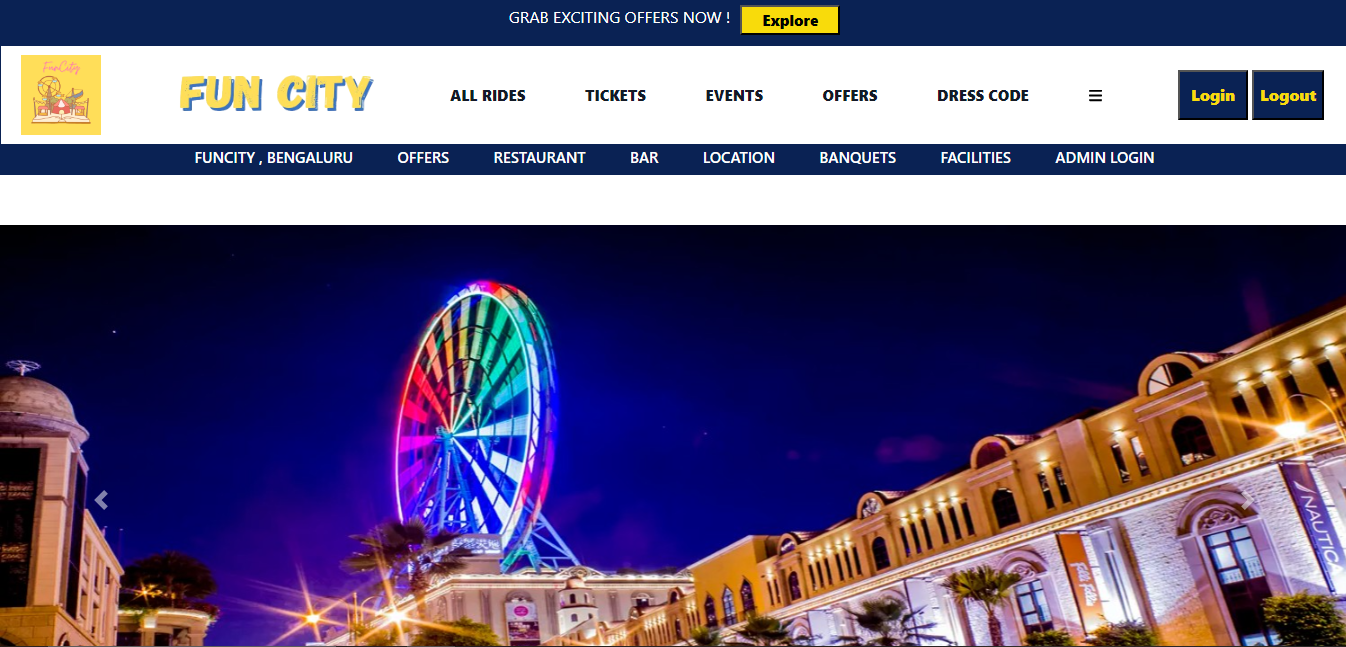 GRAB EXCITING OFFERS NOW ! Explore
FunCity
FUN CITY
ALL RIDES TICKETS EVENTS OFFERS DRESS CODE
Login Logout
FUNCITY , BENGALURU OFFERS RESTAURANT BAR LOCATION BANQUETS FACILITIES ADMIN LOGIN
NAUTICA